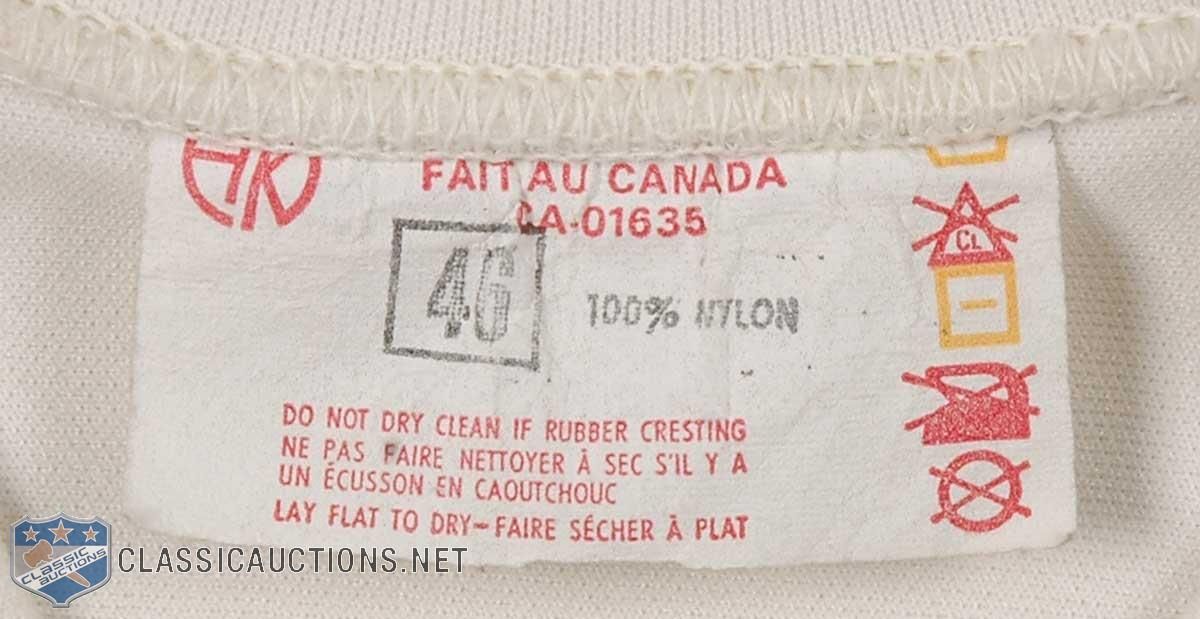 AK
FAIT AU CANADA
CA-01635
46
100% NYLON
CL
DO NOT DRY CLEAN IF RUBBER CRESTING
NE PAS FAIRE NETTOYER À SEC S'IL Y A
UN ÉCUSSON EN CAOUTCHOUC
LAY FLAT TO DRY–FAIRE SÉCHER À PLAT
CLASSIC
AUCTIONS
CLASSICAUCTIONS.NET